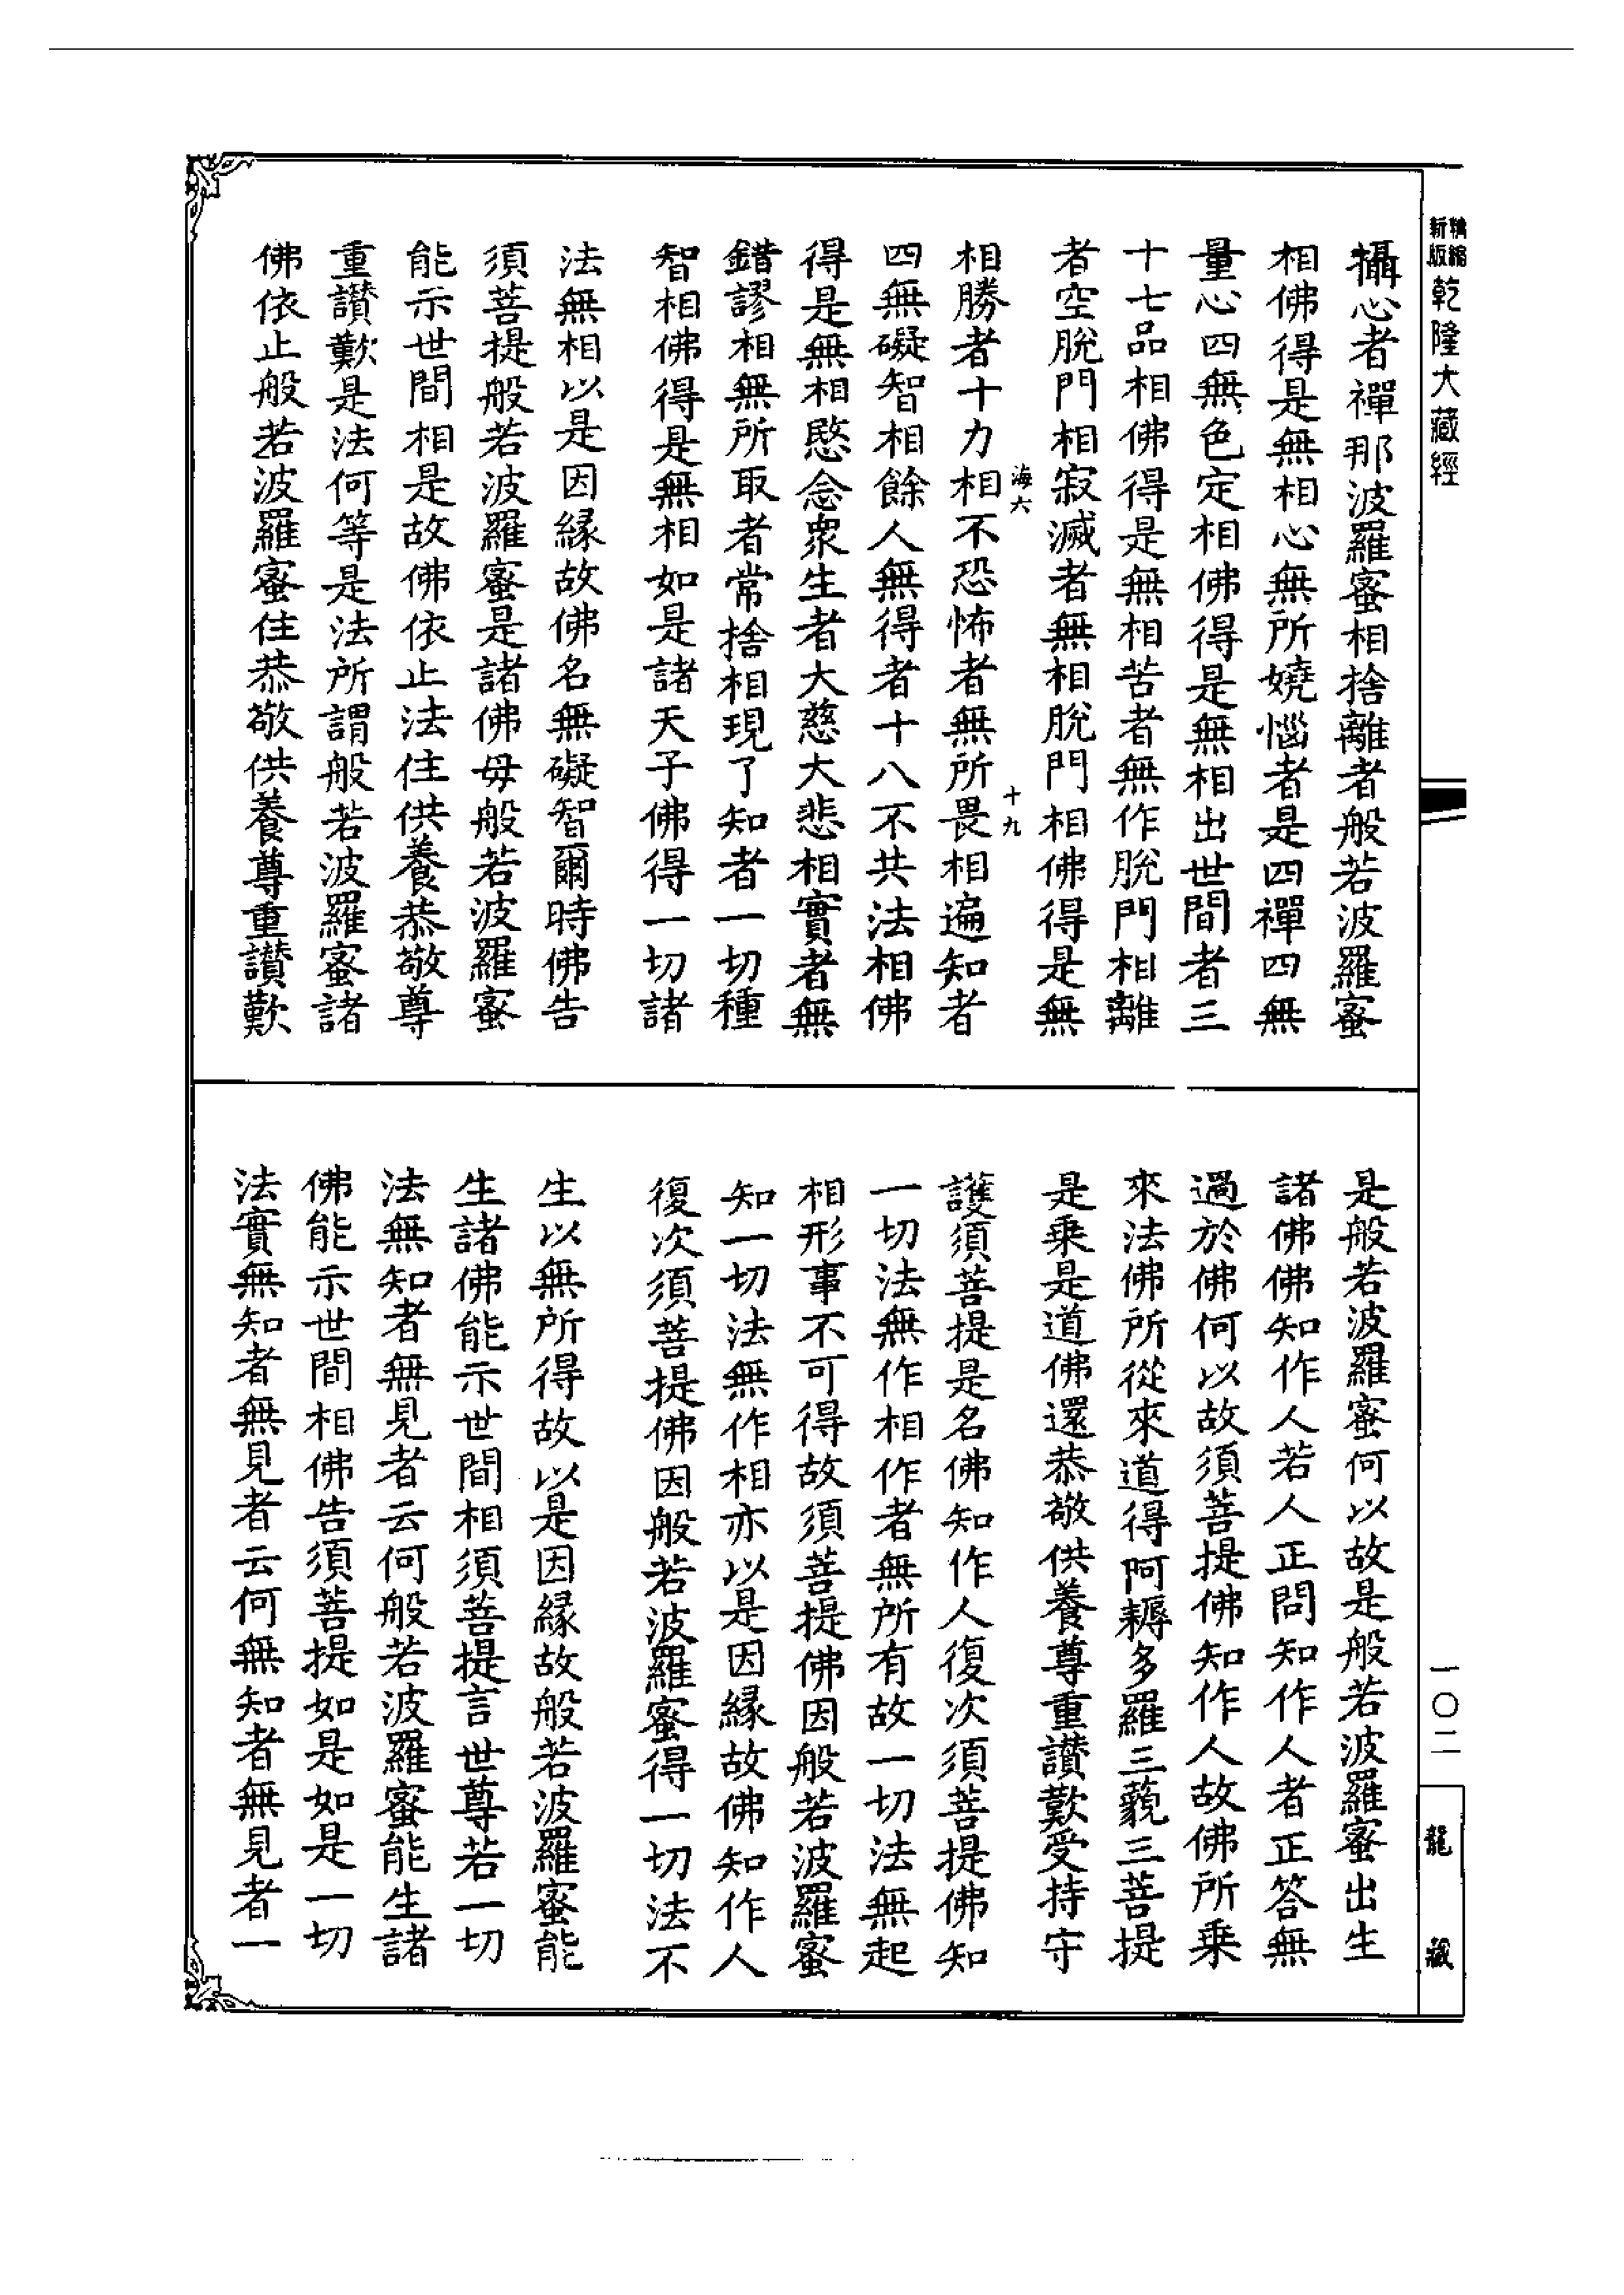 精縮新版乾隆大藏經
攝心者禪那波羅蜜相捨離者般若波羅蜜
相佛得是無相心無所嬈惱者是四禪四無
量心四無色定相佛得是無相出世間者三
十七品相佛得是無相苦者無作脫門相離
者空脫門相寂滅者無相脫門相佛得是無
海六 十九
相勝者十力相不恐怖者無所畏相遍知者
四無礙智相餘人無得者十八不共法相佛
得是無相愍念衆生者大慈大悲相實者無
錯謬相無所取者常捨相現了知者一切種
智相佛得是無相如是諸天子佛得一切諸
法無相以是因緣故佛名無礙智爾時佛告
須菩提般若波羅蜜是諸佛母般若波羅蜜
能示世間相是故佛依止法住供養恭敬尊
重讚歎是法何等是法所謂般若波羅蜜諸
佛依止般若波羅蜜住恭敬供養尊重讚歎
是般若波羅蜜何以故是般若波羅蜜出生
諸佛佛知作人若人正問知作人者正答無
過於佛何以故須菩提佛知作人故佛所乗
來法佛所從來道得阿耨多羅三藐三菩提
是乗是道佛還恭敬供養尊重讚歎受持守
護須菩提是名佛知作人復次須菩提佛知
一切法無作相作者無所有故一切法無起
相形事不可得故須菩提佛因般若波羅蜜
知一切法無作相亦以是因緣故佛知作人
復次須菩提佛因般若波羅蜜得一切法不
生以無所得故以是因緣故般若波羅蜜能
生諸佛能示世間相須菩提言世尊若一切
法無知者無見者云何般若波羅蜜能生諸
佛能示世間相佛告須菩提如是如是一切
法實無知者無見者云何無知者無見者一
一〇二
龍藏